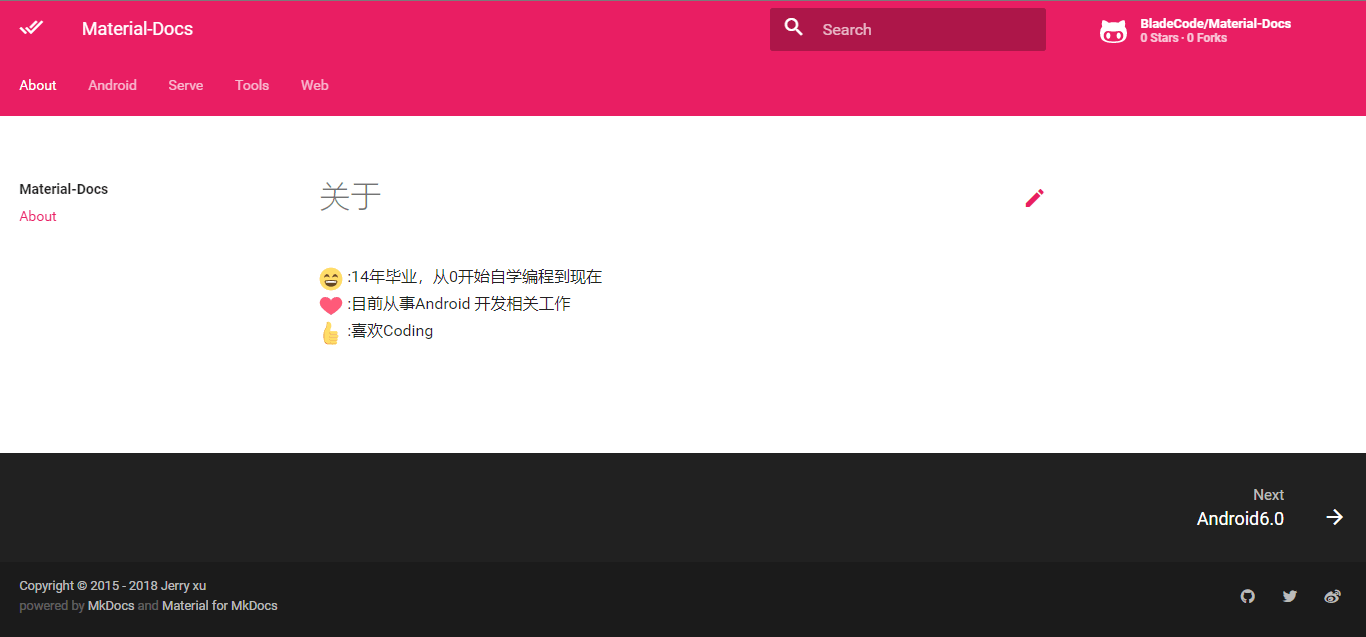 Material-Docs
Search
BladeCode/Material-Docs
0 Stars · 0 Forks
About Android Serve Tools Web
Material-Docs
About
关于
:14年毕业，从0开始自学编程到现在
:目前从事Android 开发相关工作
:喜欢Coding
Next
Android6.0
Copyright © 2015 - 2018 Jerry xu
powered by MkDocs and Material for MkDocs